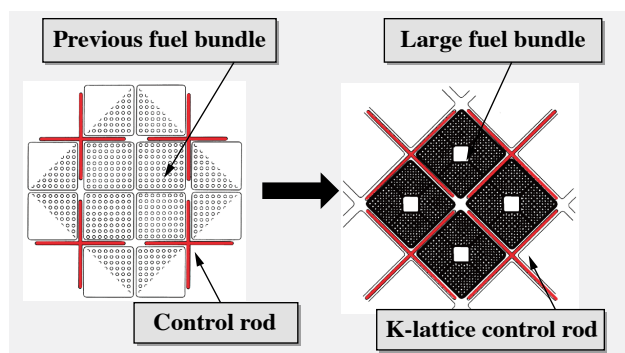 Previous fuel bundle
Large fuel bundle
Control rod
K-lattice control rod